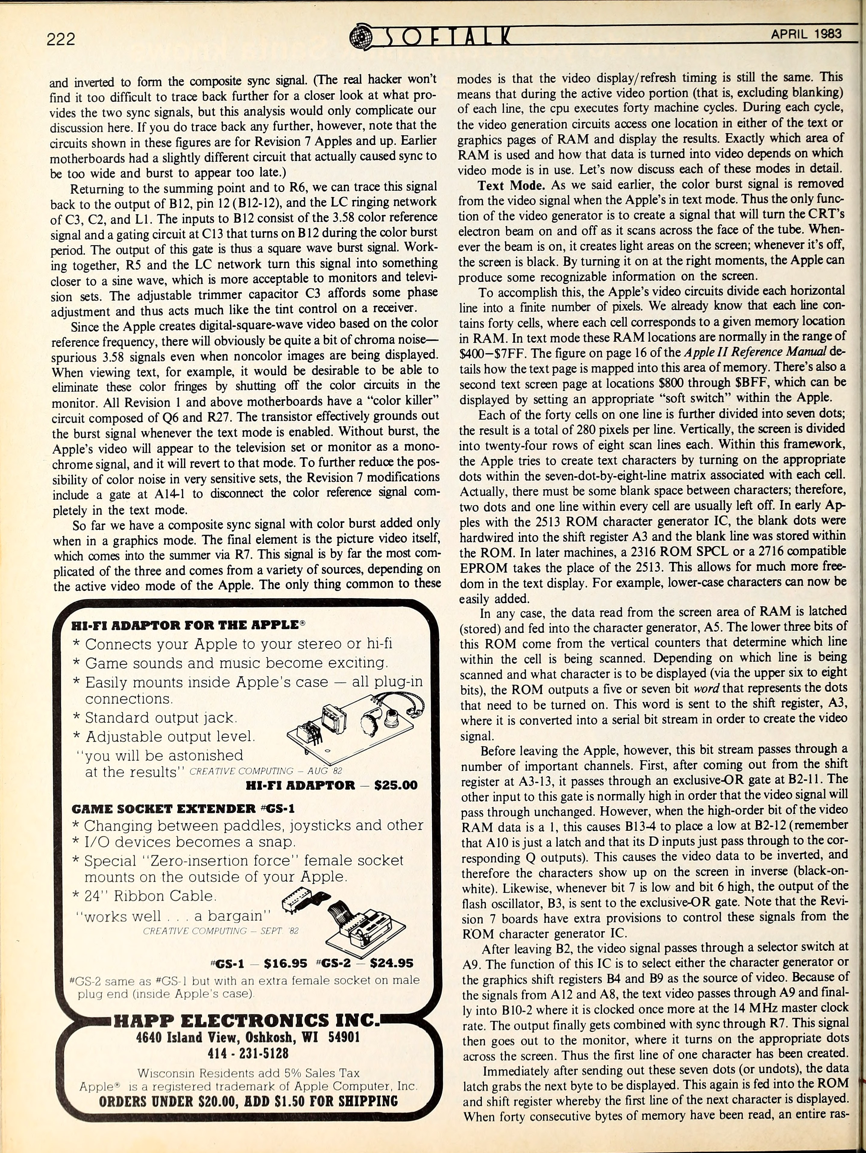 222
SOFTALK
APRIL 1983
and inverted to form the composite sync signal. (The real hacker won't
find it too difficult to trace back further for a closer look at what pro-
vides the two sync signals, but this analysis would only complicate our
discussion here. If you do trace back any further, however, note that the
circuits shown in these figures are for Revision 7 Apples and up. Earlier
motherboards had a slightly different circuit that actually caused sync to
be too wide and burst to appear too late.)
Returning to the summing point and to R6, we can trace this signal
back to the output of B12, pin 12 (B12-12), and the LC ringing network
of C3, C2, and L1. The inputs to B12 consist of the 3.58 color reference
signal and a gating circuit at C13 that turns on B12 during the color burst
period. The output of this gate is thus a square wave burst signal. Work-
ing together, R5 and the LC network turn this signal into something
closer to a sine wave, which is more acceptable to monitors and televi-
sion sets. The adjustable trimmer capacitor C3 affords some phase
adjustment and thus acts much like the tint control on a receiver.
Since the Apple creates digital-square-wave video based on the color
reference frequency, there will obviously be quite a bit of chroma noise—
spurious 3.58 signals even when noncolor images are being displayed.
When viewing text, for example, it would be desirable to be able to
eliminate these color fringes by shutting off the color circuits in the
monitor. All Revision 1 and above motherboards have a "color killer"
circuit composed of Q6 and R27. The transistor effectively grounds out
the burst signal whenever the text mode is enabled. Without burst, the
Apple's video will appear to the television set or monitor as a mono-
chrome signal, and it will revert to that mode. To further reduce the pos-
sibility of color noise in very sensitive sets, the Revision 7 modifications
include a gate at A14-1 to disconnect the color reference signal com-
pletely in the text mode.
So far we have a composite sync signal with color burst added only
when in a graphics mode. The final element is the picture video itself,
which comes into the summer via R7. This signal is by far the most com-
plicated of the three and comes from a variety of sources, depending on
the active video mode of the Apple. The only thing common to these
HI-FI ADAPTOR FOR THE APPLE®
* Connects your Apple to your stereo or hi-fi
* Game sounds and music become exciting.
* Easily mounts inside Apple's case — all plug-in
connections.
* Standard output jack.
* Adjustable output level.
"you will be astonished
at the results" CREATIVE COMPUTING — AUG '82
HI-FI ADAPTOR — $25.00
GAME SOCKET EXTENDER #GS-1
* Changing between paddles, joysticks and other
* I/O devices becomes a snap.
* Special "Zero-insertion force" female socket
mounts on the outside of your Apple.
* 24" Ribbon Cable.
"works well . . . a bargain"
CREATIVE COMPUTING — SEPT '82
#GS-1 — $16.95 #GS-2 — $24.95
#GS-2 same as #GS-1 but with an extra female socket on male
plug end (inside Apple's case)
HAPP ELECTRONICS INC.
4640 Island View, Oshkosh, WI 54901
414 - 231-5128
Wisconsin Residents add 5% Sales Tax
Apple® is a registered trademark of Apple Computer, Inc.
ORDERS UNDER $20.00, ADD $1.50 FOR SHIPPING
modes is that the video display/refresh timing is still the same. This
means that during the active video portion (that is, excluding blanking)
of each line, the cpu executes forty machine cycles. During each cycle,
the video generation circuits access one location in either of the text or
graphics pages of RAM and display the results. Exactly which area of
RAM is used and how that data is turned into video depends on which
video mode is in use. Let's now discuss each of these modes in detail.
Text Mode. As we said earlier, the color burst signal is removed
from the video signal when the Apple's in text mode. Thus the only func-
tion of the video generator is to create a signal that will turn the CRT's
electron beam on and off as it scans across the face of the tube. When-
ever the beam is on, it creates light areas on the screen; whenever it's off,
the screen is black. By turning it on at the right moments, the Apple can
produce some recognizable information on the screen.
To accomplish this, the Apple's video circuits divide each horizontal
line into a finite number of pixels. We already know that each line con-
tains forty cells, where each cell corresponds to a given memory location
in RAM. In text mode these RAM locations are normally in the range of
$400—$7FF. The figure on page 16 of the Apple II Reference Manual de-
tails how the text page is mapped into this area of memory. There's also a
second text screen page at locations $800 through $BFF, which can be
displayed by setting an appropriate "soft switch" within the Apple.
Each of the forty cells on one line is further divided into seven dots;
the result is a total of 280 pixels per line. Vertically, the screen is divided
into twenty-four rows of eight scan lines each. Within this framework,
the Apple tries to create text characters by turning on the appropriate
dots within the seven-dot-by-eight-line matrix associated with each cell.
Actually, there must be some blank space between characters; therefore,
two dots and one line within every cell are usually left off. In early Ap-
ples with the 2513 ROM character generator IC, the blank dots were
hardwired into the shift register A3 and the blank line was stored within
the ROM. In later machines, a 2316 ROM SPCL or a 2716 compatible
EPROM takes the place of the 2513. This allows for much more free-
dom in the text display. For example, lower-case characters can now be
easily added.
In any case, the data read from the screen area of RAM is latched
(stored) and fed into the character generator, A5. The lower three bits of
this ROM come from the vertical counters that determine which line
within the cell is being scanned. Depending on which line is being
scanned and what character is to be displayed (via the upper six to eight
bits), the ROM outputs a five or seven bit word that represents the dots
that need to be turned on. This word is sent to the shift register, A3,
where it is converted into a serial bit stream in order to create the video
signal.
Before leaving the Apple, however, this bit stream passes through a
number of important channels. First, after coming out from the shift
register at A3-13, it passes through an exclusive-OR gate at B2-11. The
other input to this gate is normally high in order that the video signal will
pass through unchanged. However, when the high-order bit of the video
RAM data is a 1, this causes B13-4 to place a low at B2-12 (remember
that A10 is just a latch and that its D inputs just pass through to the cor-
responding Q outputs). This causes the video data to be inverted, and
therefore the characters show up on the screen in inverse (black-on-
white). Likewise, whenever bit 7 is low and bit 6 high, the output of the
flash oscillator, B3, is sent to the exclusive-OR gate. Note that the Revi-
sion 7 boards have extra provisions to control these signals from the
ROM character generator IC.
After leaving B2, the video signal passes through a selector switch at
A9. The function of this IC is to select either the character generator or
the graphics shift registers B4 and B9 as the source of video. Because of
the signals from A12 and A8, the text video passes through A9 and final-
ly into B10-2 where it is clocked once more at the 14 MHz master clock
rate. The output finally gets combined with sync through R7. This signal
then goes out to the monitor, where it turns on the appropriate dots
across the screen. Thus the first line of one character has been created.
Immediately after sending out these seven dots (or undots), the data
latch grabs the next byte to be displayed. This again is fed into the ROM
and shift register whereby the first line of the next character is displayed.
When forty consecutive bytes of memory have been read, an entire ras-